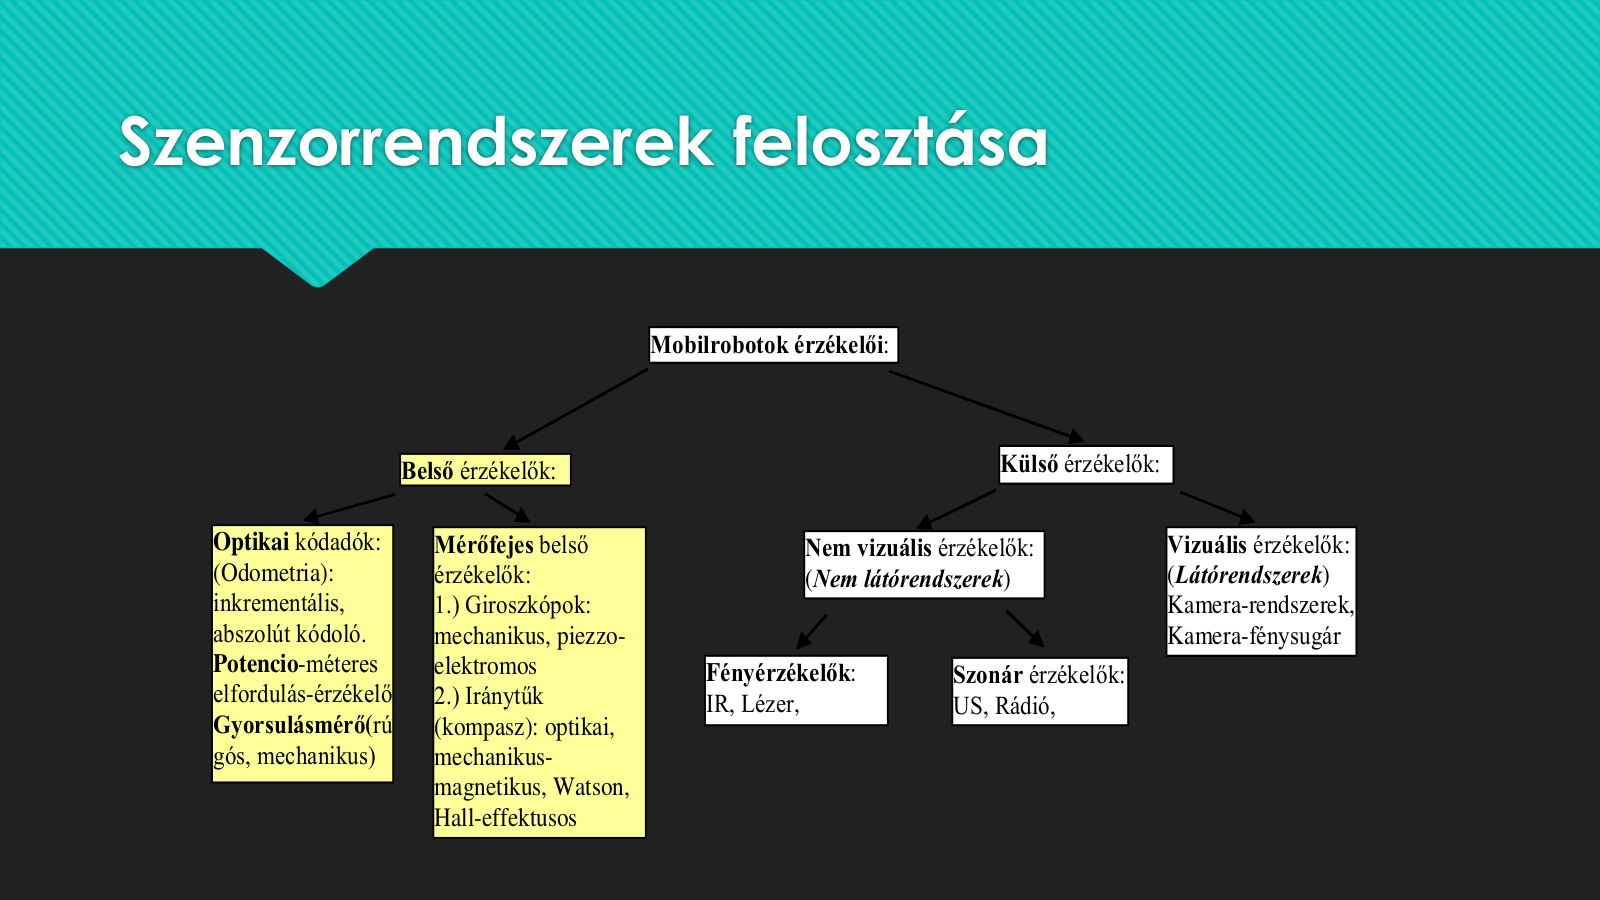 Szenzorrendszerek felosztása
Mobilrobotok érzékelői:
Belső érzékelők:
Külső érzékelők:
Optikai kódadók:
(Odometria):
inkrementális,
abszolút kódoló.
Potencio-méteres
elfordulás-érzékelő
Gyorsulásmérő(rú
gós, mechanikus)
Mérőfejes belső
érzékelők:
1.) Giroszkópok:
mechanikus, piezzo-
elektromos
2.) Iránytűk
(kompasz): optikai,
mechanikus-
magnetikus, Watson,
Hall-effektusos
Nem vizuális érzékelők:
(Nem látórendszerek)
Fényérzékelők:
IR, Lézer,
Szonár érzékelők:
US, Rádió,
Vizuális érzékelők:
(Látórendszerek)
Kamera-rendszerek,
Kamera-fénysugár